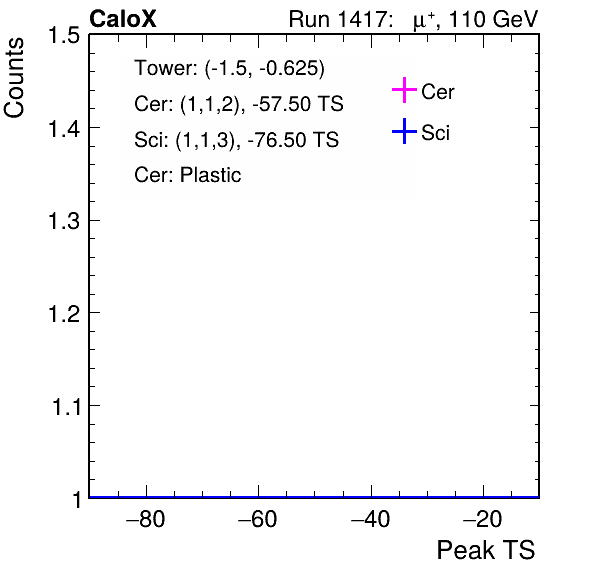 CaloX Run 1417: μ⁺, 110 GeV
Counts
1.5
Tower: (-1.5, -0.625)
Cer
Cer: (1,1,2), -57.50 TS
1.4
Sci
Sci: (1,1,3), -76.50 TS
Cer: Plastic
1.3
1.2
1.1
1
−80 −60 −40 −20
Peak TS